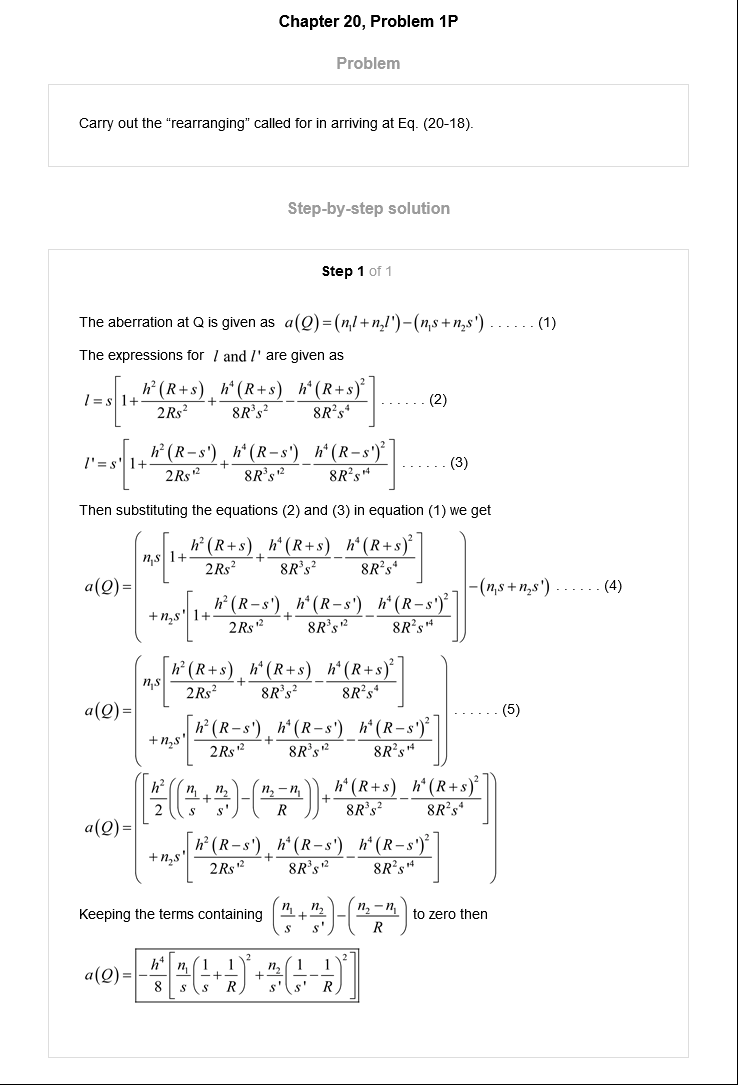 Chapter 20, Problem 1P
Problem
Carry out the “rearranging” called for in arriving at Eq. (20-18).
Step-by-step solution
Step 1 of 1
The aberration at Q is given as $a(Q)=(n_1l+n_2l')-(n_1s+n_2s')$ . . . . . . (1)
The expressions for $l$ and $l'$ are given as
$l=s\left[1+\frac{h^2(R+s)}{2Rs^2}+\frac{h^4(R+s)}{8R^3s^2}-\frac{h^4(R+s)^2}{8R^2s^4}\right]$ . . . . . . (2)
$l'=s'\left[1+\frac{h^2(R-s')}{2Rs'^2}+\frac{h^4(R-s')}{8R^3s'^2}-\frac{h^4(R-s')^2}{8R^2s'^4}\right]$ . . . . . . (3)
Then substituting the equations (2) and (3) in equation (1) we get
$a(Q)=\left(\begin{array}{l}n_1s\left[1+\frac{h^2(R+s)}{2Rs^2}+\frac{h^4(R+s)}{8R^3s^2}-\frac{h^4(R+s)^2}{8R^2s^4}\right]\\+n_2s'\left[1+\frac{h^2(R-s')}{2Rs'^2}+\frac{h^4(R-s')}{8R^3s'^2}-\frac{h^4(R-s')^2}{8R^2s'^4}\right]\end{array}\right)-(n_1s+n_2s')$ . . . . . . (4)
$a(Q)=\left(\begin{array}{l}n_1s\left[\frac{h^2(R+s)}{2Rs^2}+\frac{h^4(R+s)}{8R^3s^2}-\frac{h^4(R+s)^2}{8R^2s^4}\right]\\+n_2s'\left[\frac{h^2(R-s')}{2Rs'^2}+\frac{h^4(R-s')}{8R^3s'^2}-\frac{h^4(R-s')^2}{8R^2s'^4}\right]\end{array}\right)$ . . . . . . (5)
$a(Q)=\left(\begin{array}{l}\left[\frac{h^2}{2}\left(\left(\frac{n_1}{s}+\frac{n_2}{s'}\right)-\left(\frac{n_2-n_1}{R}\right)\right)+\frac{h^4(R+s)}{8R^3s^2}-\frac{h^4(R+s)^2}{8R^2s^4}\right]\\+n_2s'\left[\frac{h^2(R-s')}{2Rs'^2}+\frac{h^4(R-s')}{8R^3s'^2}-\frac{h^4(R-s')^2}{8R^2s'^4}\right]\end{array}\right)$
Keeping the terms containing $\left(\frac{n_1}{s}+\frac{n_2}{s'}\right)-\left(\frac{n_2-n_1}{R}\right)$ to zero then
$a(Q)=\boxed{-\frac{h^4}{8}\left[\frac{n_1}{s}\left(\frac{1}{s}+\frac{1}{R}\right)^2+\frac{n_2}{s'}\left(\frac{1}{s'}-\frac{1}{R}\right)^2\right]}$